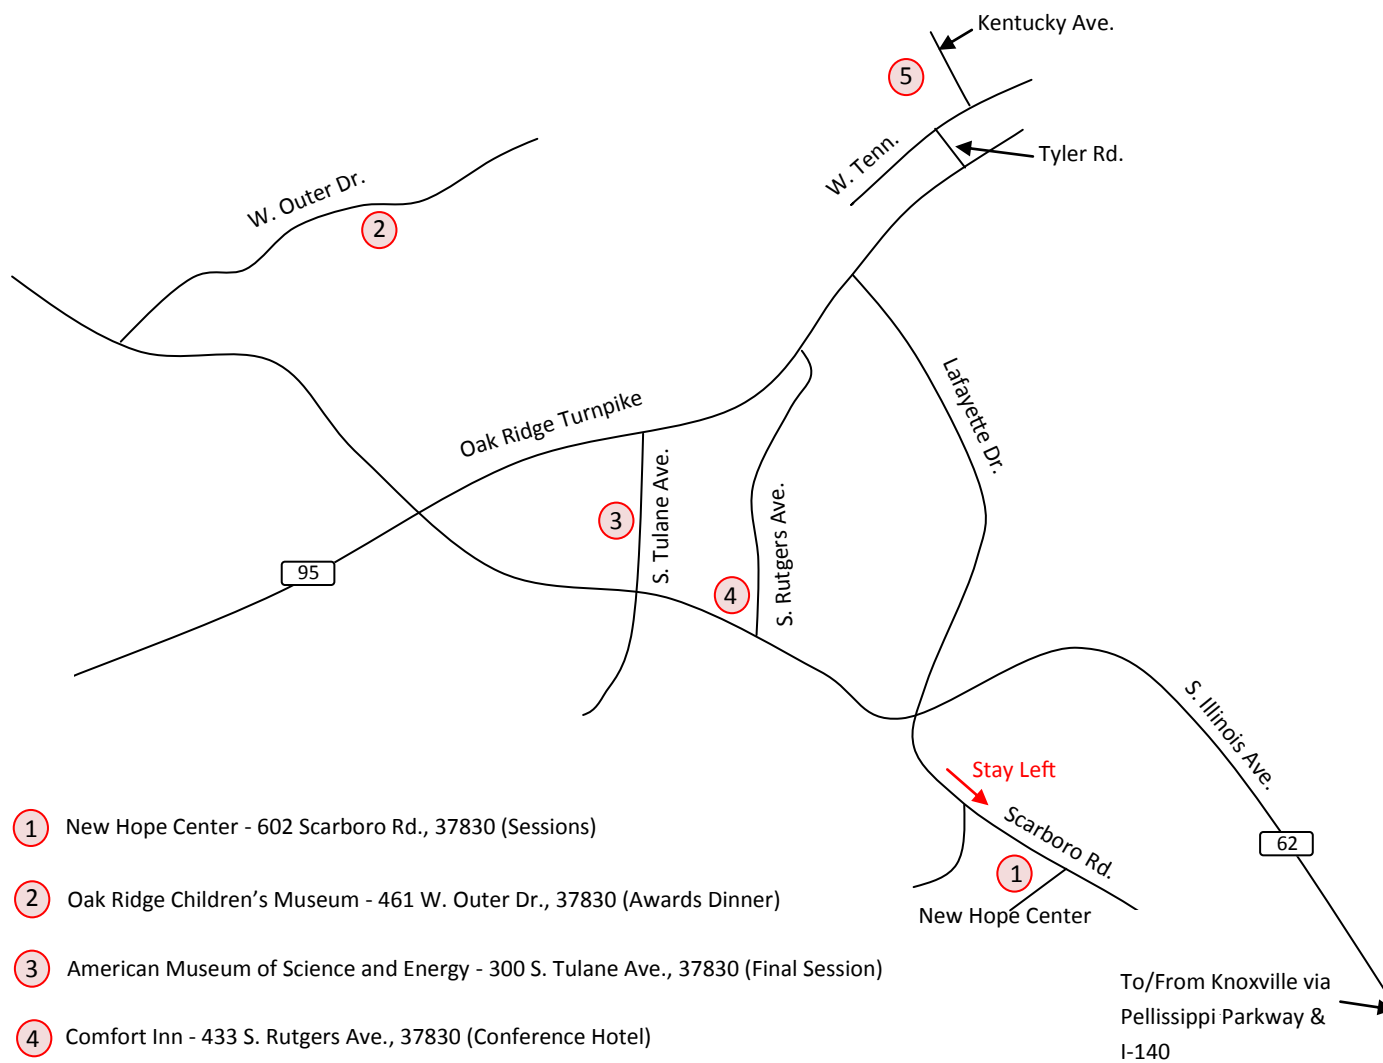 Kentucky Ave.
5
W. Tenn.
Tyler Rd.
W. Outer Dr.
2
Lafayette Dr.
Oak Ridge Turnpike
S. Tulane Ave.
3
S. Rutgers Ave.
95
4
S. Illinois Ave.
Stay Left
Scarboro Rd.
62
1
New Hope Center
1 New Hope Center - 602 Scarboro Rd., 37830 (Sessions)
2 Oak Ridge Children’s Museum - 461 W. Outer Dr., 37830 (Awards Dinner)
3 American Museum of Science and Energy - 300 S. Tulane Ave., 37830 (Final Session)
4 Comfort Inn - 433 S. Rutgers Ave., 37830 (Conference Hotel)
To/From Knoxville via
Pellissippi Parkway &
I-140